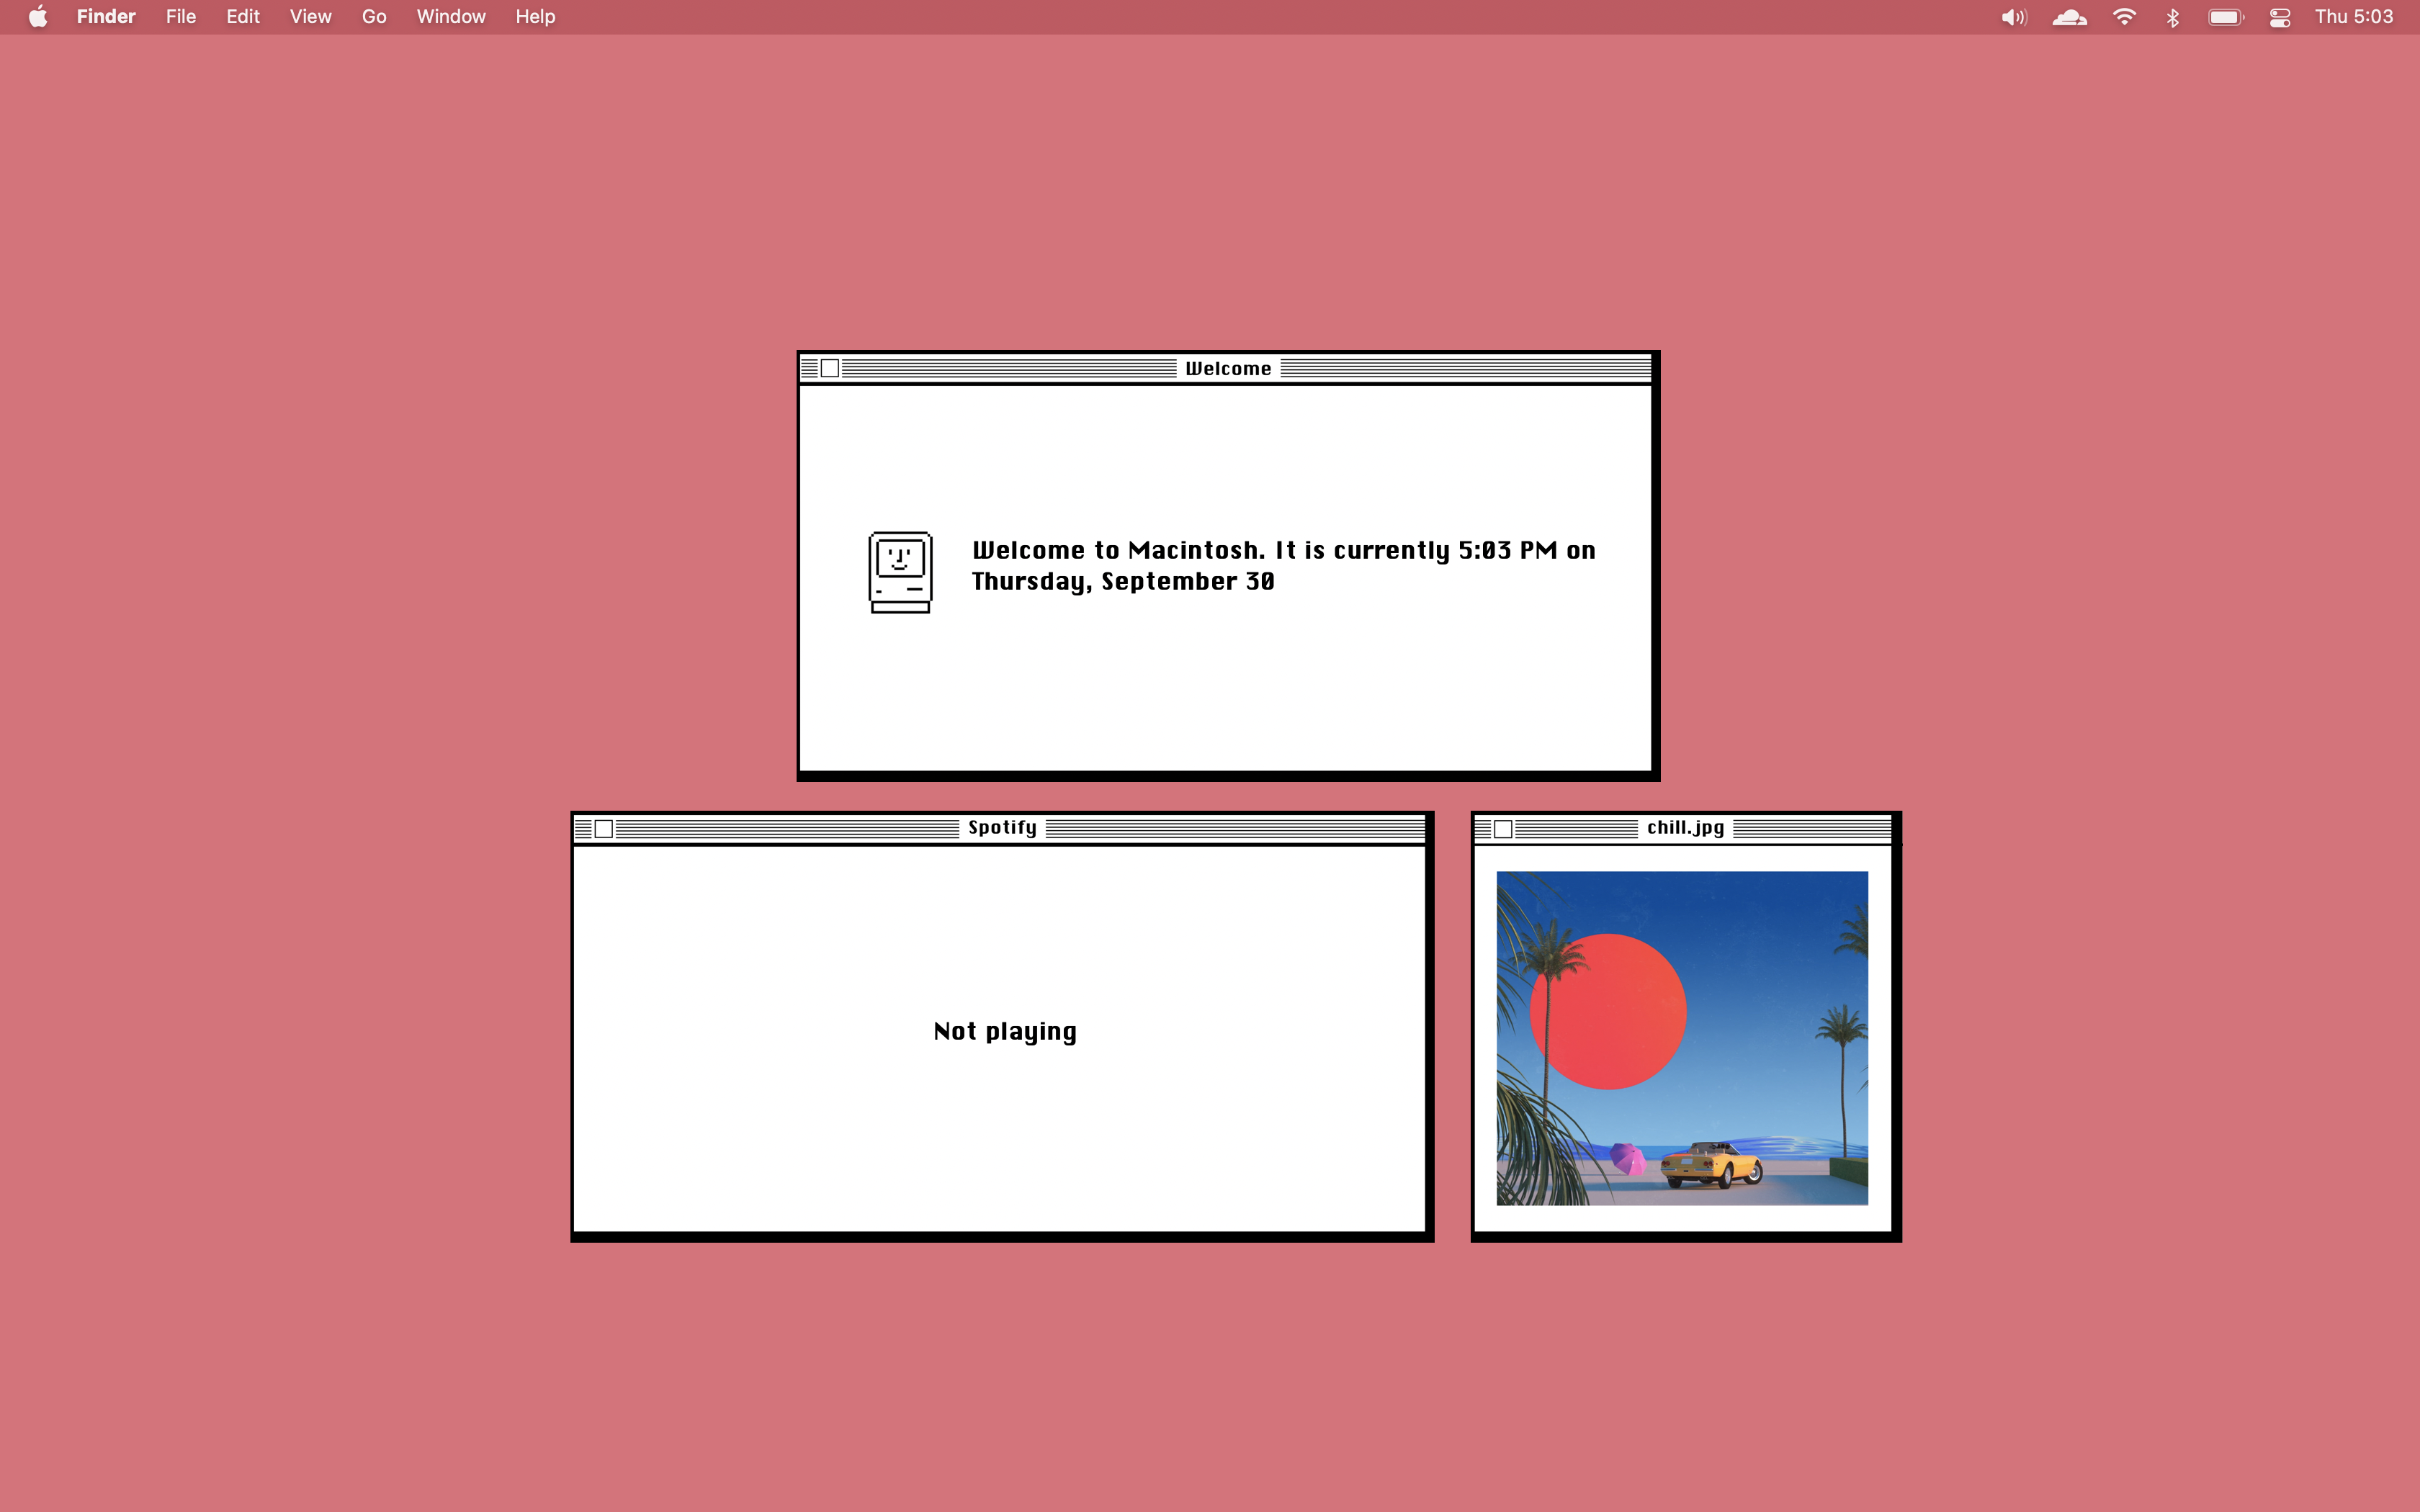 Finder File Edit View Go Window Help Thu 5:03
Welcome
Welcome to Macintosh. It is currently 5:03 PM on
Thursday, September 30
Spotify
Not playing
chill.jpg